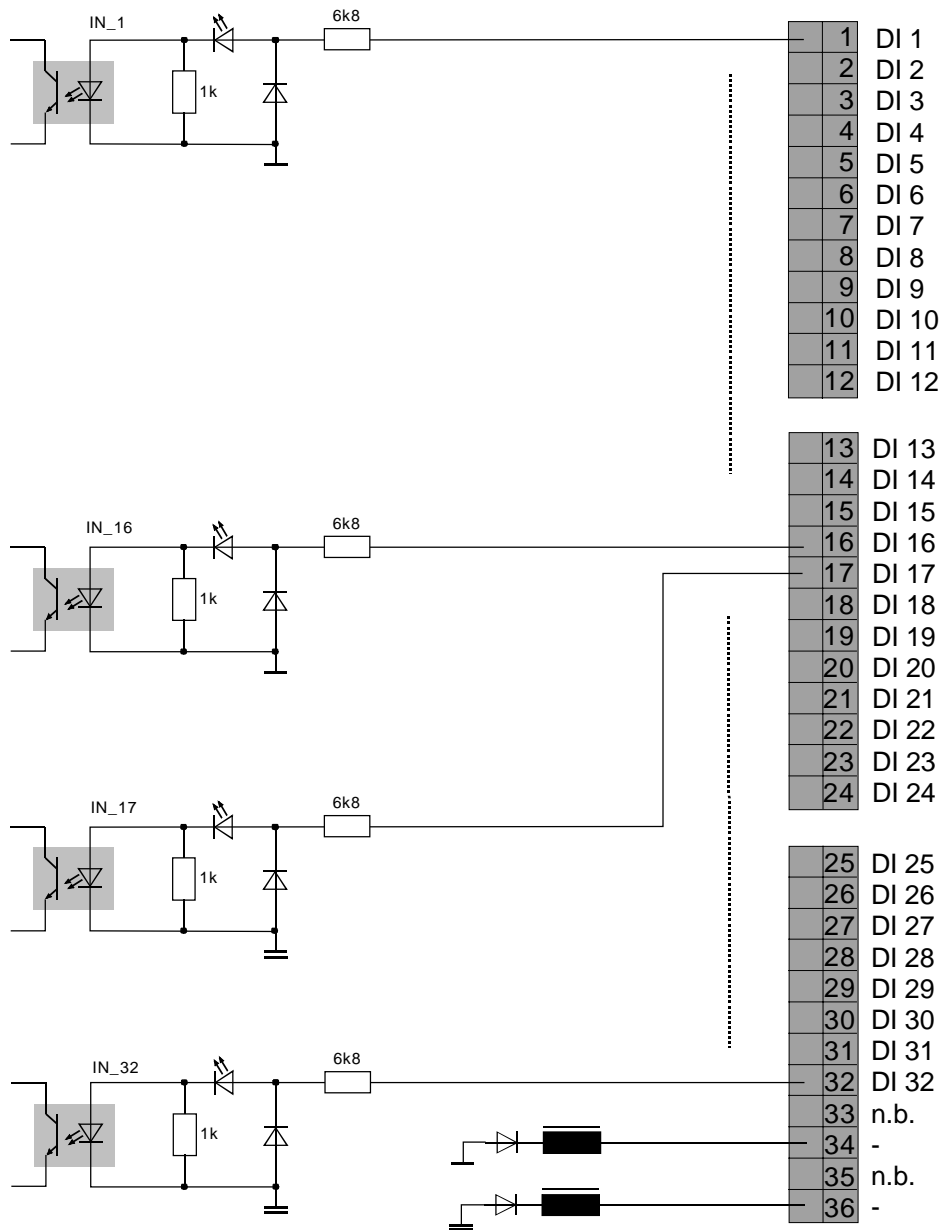 IN_1
6k8
1k
1 DI 1
2 DI 2
3 DI 3
4 DI 4
5 DI 5
6 DI 6
7 DI 7
8 DI 8
9 DI 9
10 DI 10
11 DI 11
12 DI 12
13 DI 13
14 DI 14
15 DI 15
IN_16
6k8
1k
16 DI 16
17 DI 17
18 DI 18
19 DI 19
20 DI 20
21 DI 21
22 DI 22
23 DI 23
24 DI 24
IN_17
6k8
1k
25 DI 25
26 DI 26
27 DI 27
28 DI 28
29 DI 29
30 DI 30
31 DI 31
IN_32
6k8
1k
32 DI 32
33 n.b.
34 -
35 n.b.
36 -